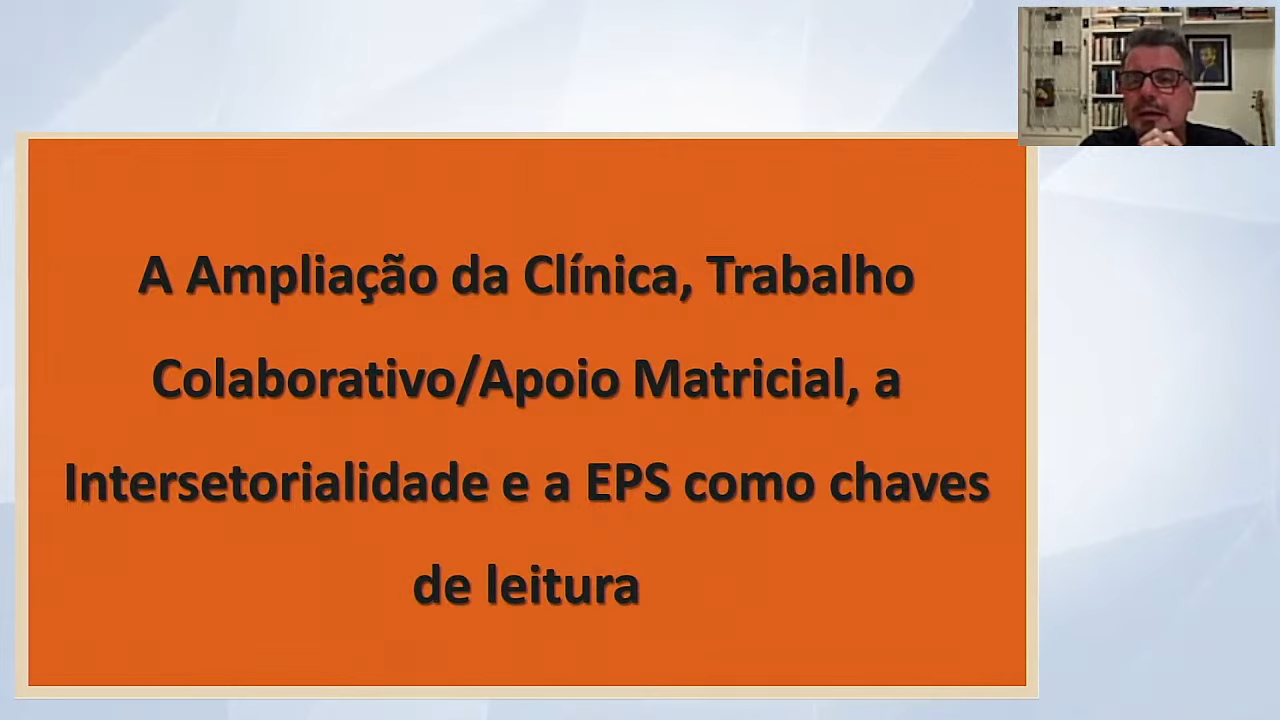 A Ampliação da Clínica, Trabalho
Colaborativo/Apoio Matricial, a
Intersetorialidade e a EPS como chaves
de leitura